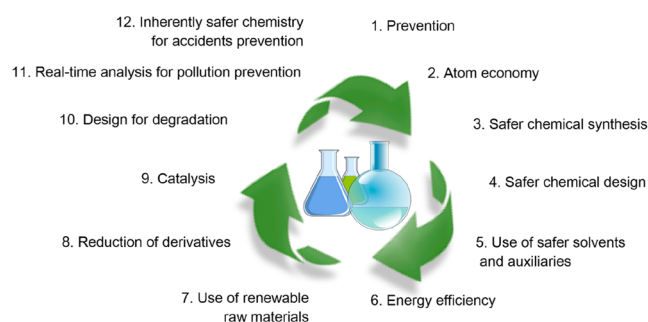 12. Inherently safer chemistry
for accidents prevention
1. Prevention
11. Real-time analysis for pollution prevention
2. Atom economy
10. Design for degradation
3. Safer chemical synthesis
9. Catalysis
4. Safer chemical design
8. Reduction of derivatives
5. Use of safer solvents
and auxiliaries
7. Use of renewable
raw materials
6. Energy efficiency